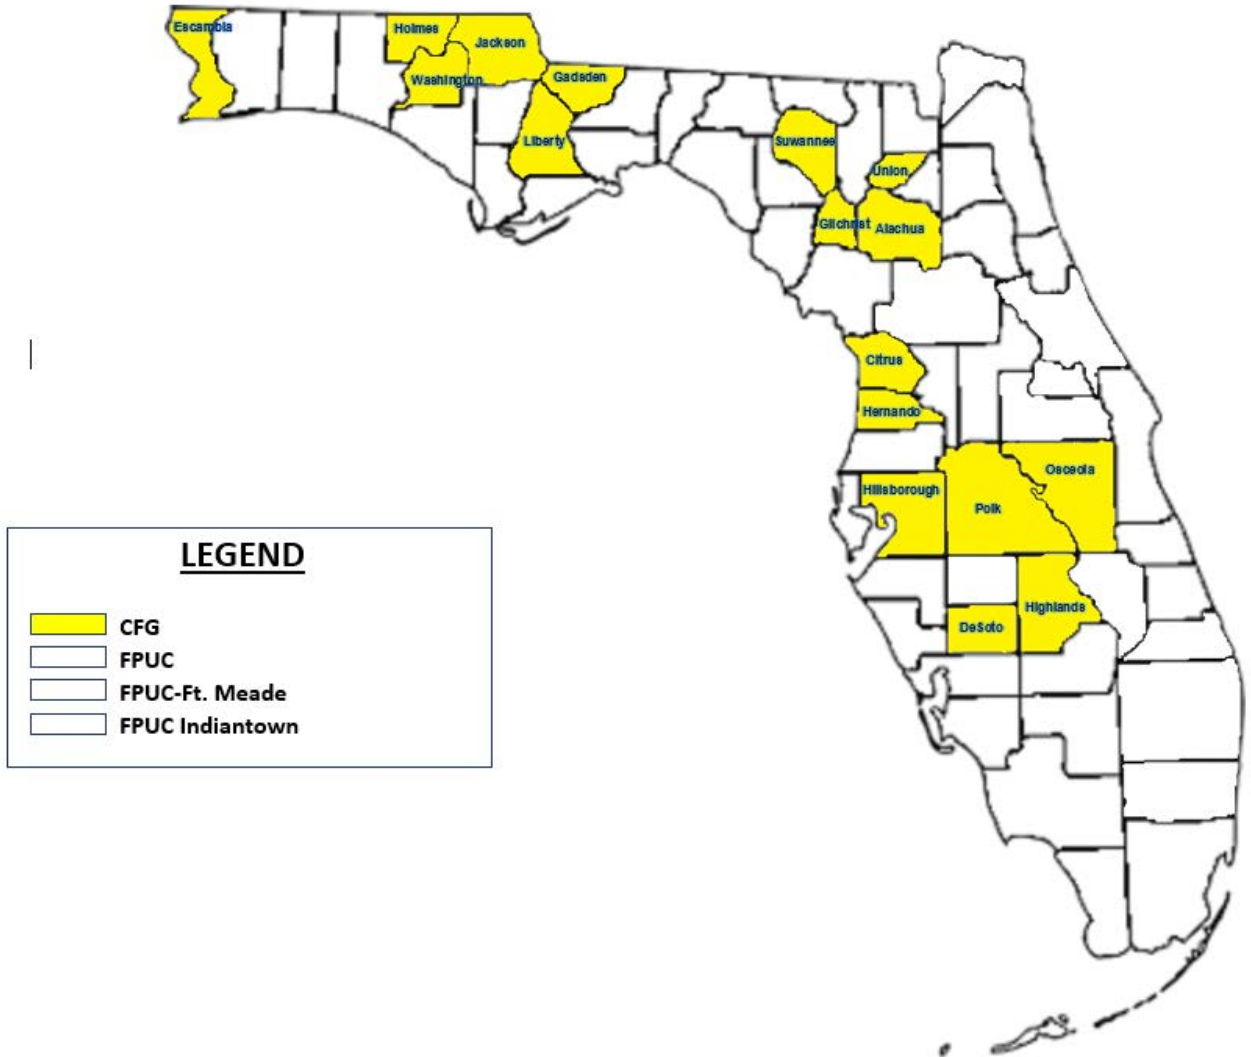 Escambia
Holmes
Jackson
Washington
Gadsden
Liberty
Suwannee
Union
Gilchrist
Alachua
Citrus
Hernando
Osceola
Hillsborough
Polk
Highlands
DeSoto
LEGEND
CFG
FPUC
FPUC-Ft. Meade
FPUC Indiantown